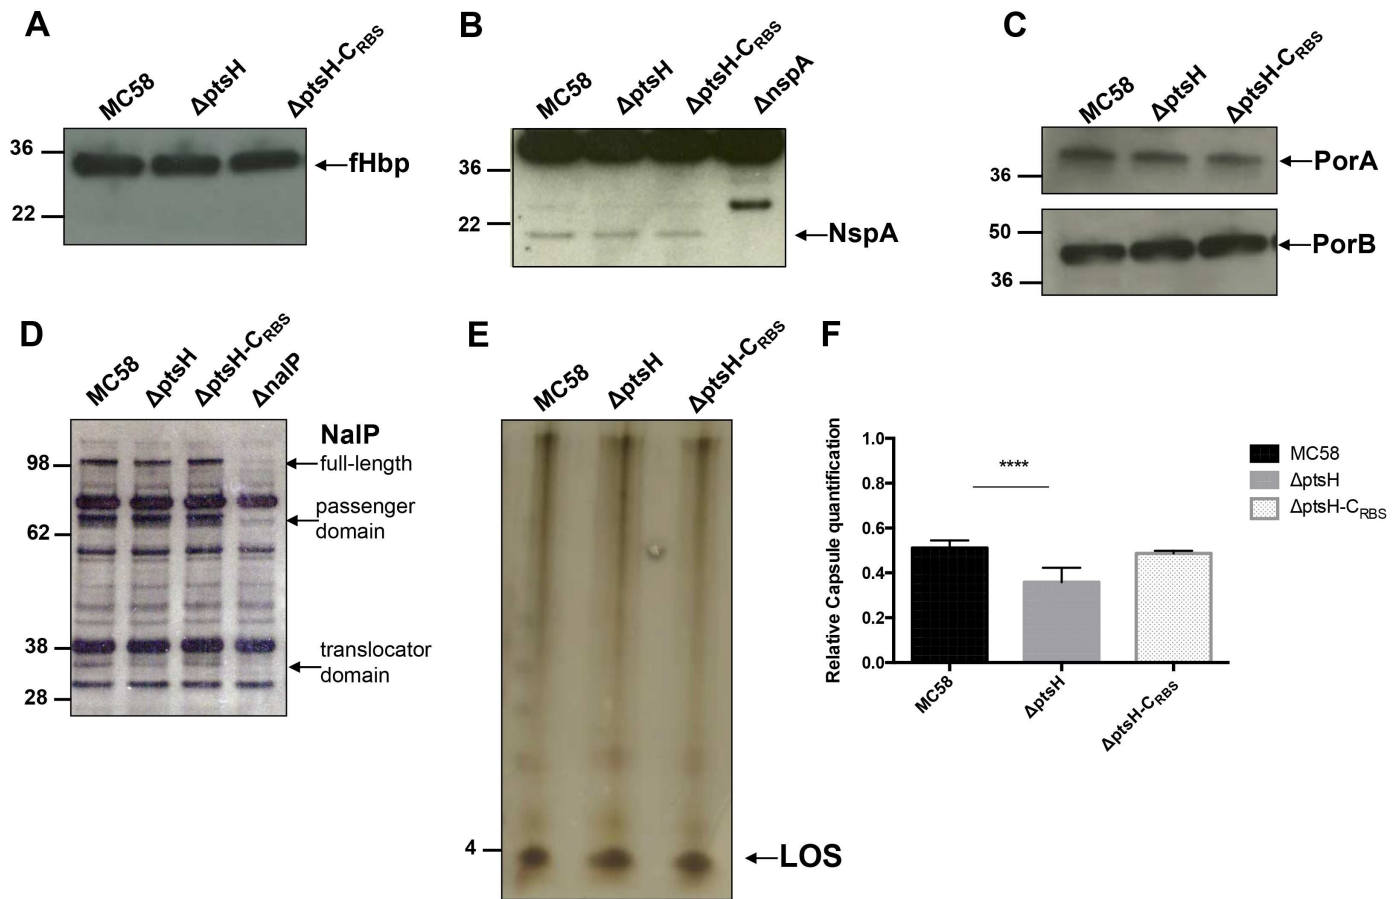 A
MC58
ΔptsH
ΔptsH-CRBS
36
22
fHbp
B
MC58
ΔptsH
ΔptsH-CRBS
ΔnspA
36
22
NspA
C
MC58
ΔptsH
ΔptsH-CRBS
36
PorA
50
36
PorB
D
MC58
ΔptsH
ΔptsH-CRBS
ΔnalP
98
62
38
28
NalP
full-length
passenger
domain
translocator
domain
E
MC58
ΔptsH
ΔptsH-CRBS
4
LOS
F
Relative Capsule quantification
1.0
0.8
0.6
0.4
0.2
0.0
****
MC58
ΔptsH
ΔptsH-CRBS
MC58
ΔptsH
ΔptsH-CRBS